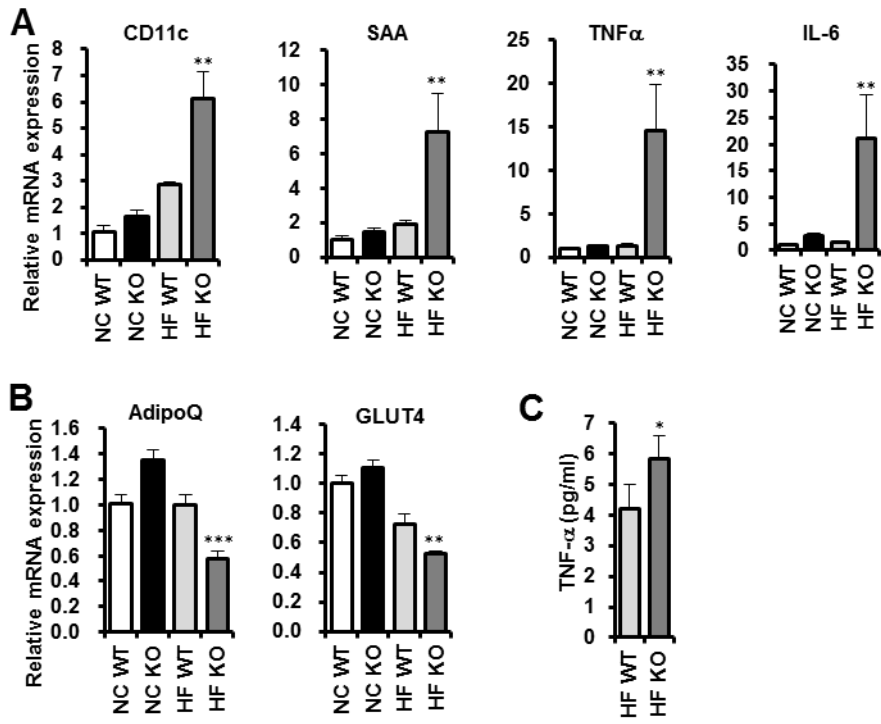 A
CD11c
SAA
TNFα
IL-6
Relative mRNA expression
8
7
6
5
4
3
2
1
0
**
NC WT
NC KO
HF WT
HF KO
12
10
8
6
4
2
0
**
NC WT
NC KO
HF WT
HF KO
25
20
15
10
5
0
**
NC WT
NC KO
HF WT
HF KO
35
30
25
20
15
10
5
0
**
NC WT
NC KO
HF WT
HF KO
B
AdipoQ
GLUT4
Relative mRNA expression
1.6
1.4
1.2
1.0
0.8
0.6
0.4
0.2
0.0
***
NC WT
NC KO
HF WT
HF KO
1.4
1.2
1.0
0.8
0.6
0.4
0.2
0.0
**
NC WT
NC KO
HF WT
HF KO
C
TNF-α (pg/ml)
7
6
5
4
3
2
1
0
*
HF WT
HF KO